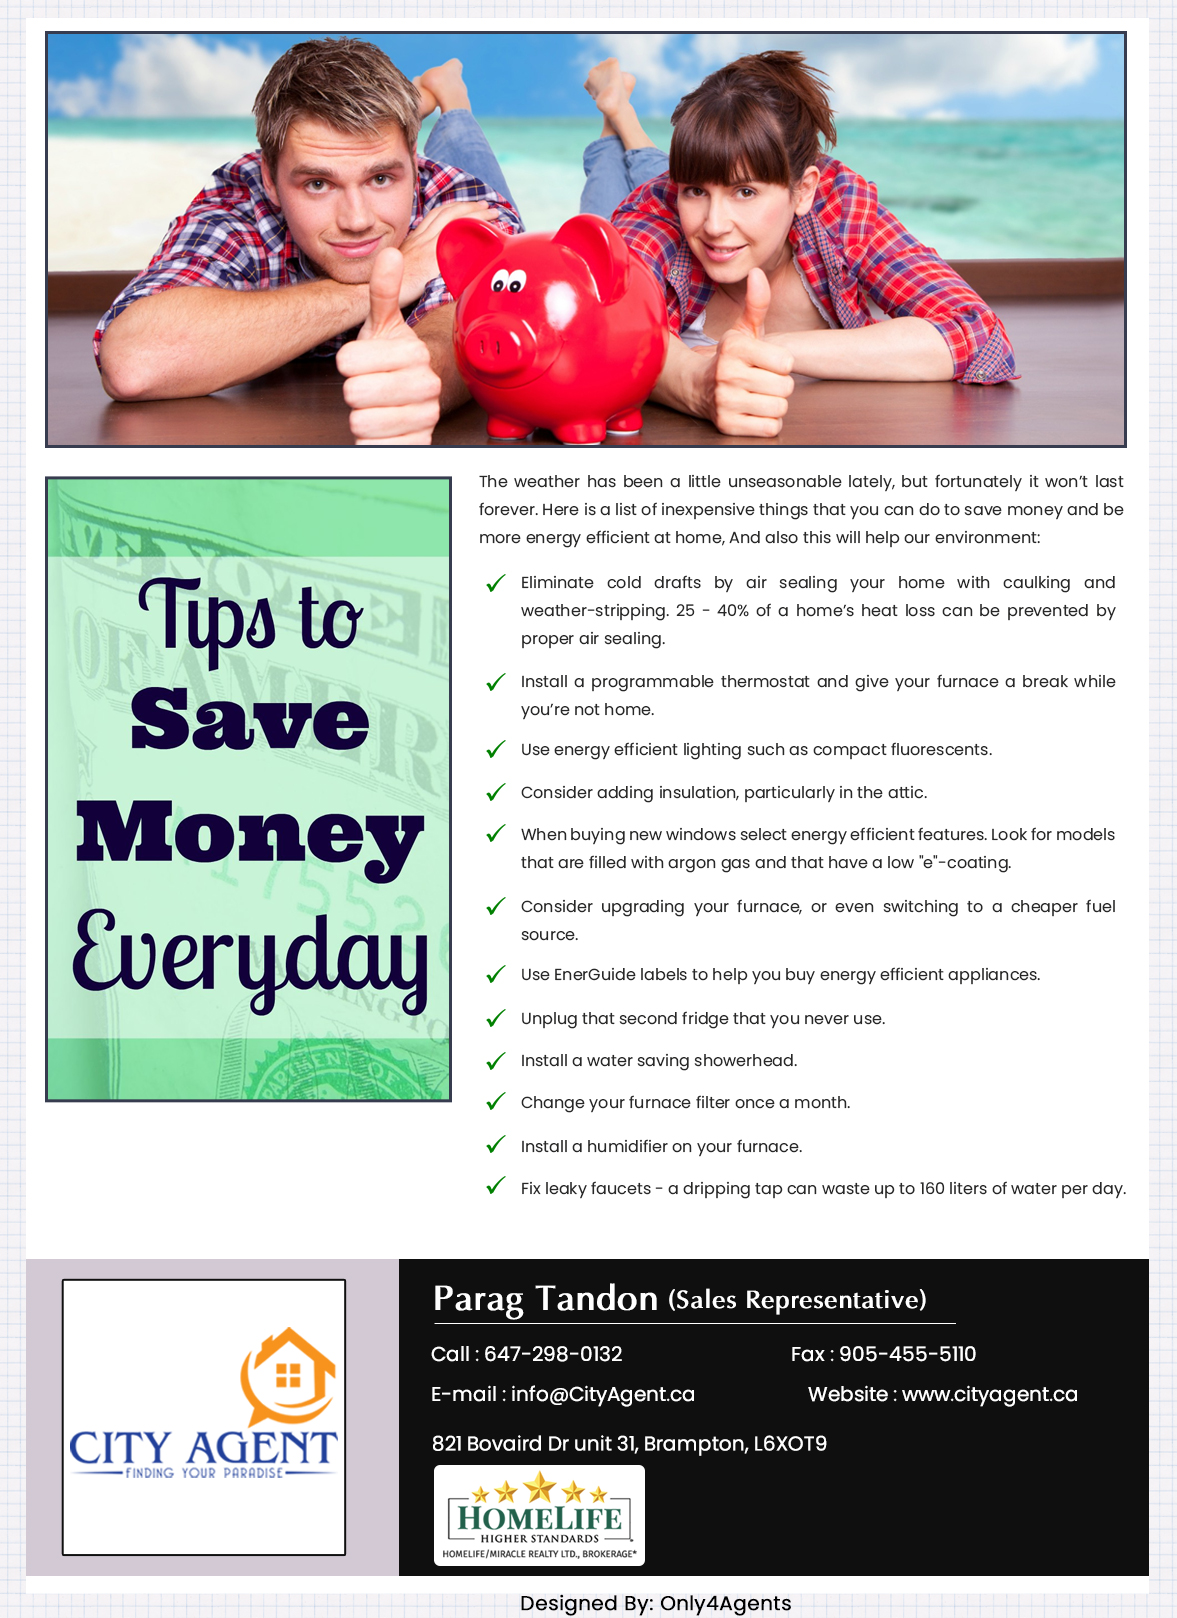 Tips to
Save
Money
Everyday
The weather has been a little unseasonable lately, but fortunately it won’t last
forever. Here is a list of inexpensive things that you can do to save money and be
more energy efficient at home, And also this will help our environment:
Eliminate cold drafts by air sealing your home with caulking and
weather-stripping. 25 - 40% of a home’s heat loss can be prevented by
proper air sealing.
Install a programmable thermostat and give your furnace a break while
you’re not home.
Use energy efficient lighting such as compact fluorescents.
Consider adding insulation, particularly in the attic.
When buying new windows select energy efficient features. Look for models
that are filled with argon gas and that have a low "e"-coating.
Consider upgrading your furnace, or even switching to a cheaper fuel
source.
Use EnerGuide labels to help you buy energy efficient appliances.
Unplug that second fridge that you never use.
Install a water saving showerhead.
Change your furnace filter once a month.
Install a humidifier on your furnace.
Fix leaky faucets - a dripping tap can waste up to 160 liters of water per day.
CITY AGENT
FINDING YOUR PARADISE
Parag Tandon (Sales Representative)
Call : 647-298-0132 Fax : 905-455-5110
E-mail : info@CityAgent.ca Website : www.cityagent.ca
821 Bovaird Dr unit 31, Brampton, L6XOT9
HOMELIFE
HIGHER STANDARDS
HOMELIFE/MIRACLE REALTY LTD., BROKERAGE*
Designed By: Only4Agents